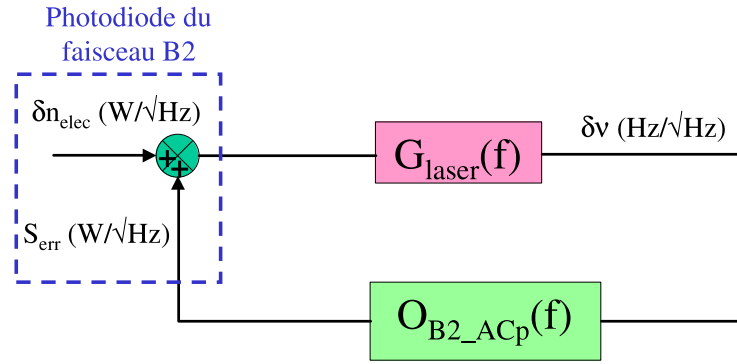 Photodiode du
faisceau B2
δn_elec (W/√Hz)
G_laser(f)
δν (Hz/√Hz)
+
+
S_err (W/√Hz)
O_B2_ACp(f)